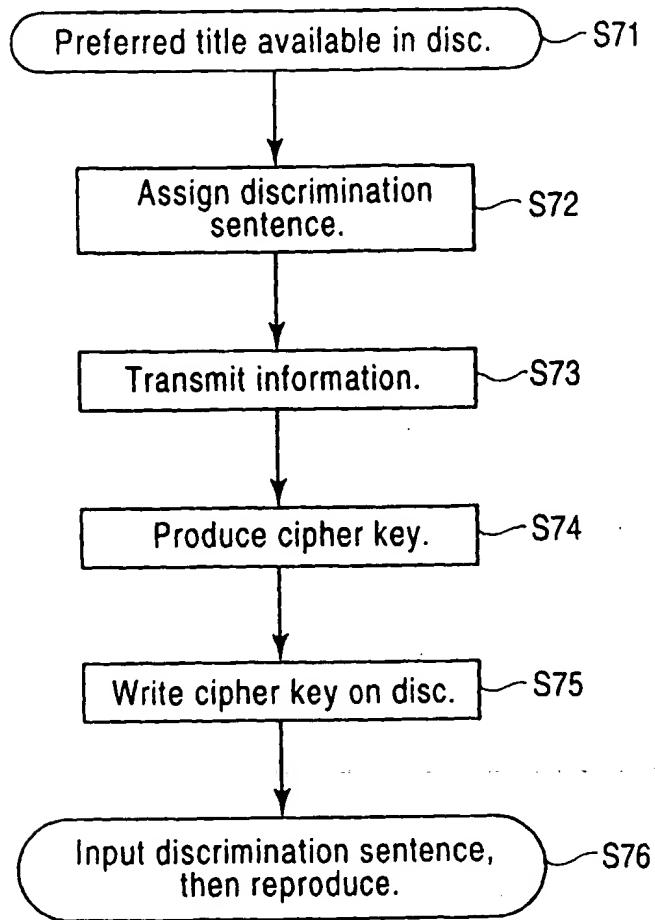 Preferred title available in disc.
S71
Assign discrimination
sentence.
S72
Transmit information.
S73
Produce cipher key.
S74
Write cipher key on disc.
S75
Input discrimination sentence,
then reproduce.
S76